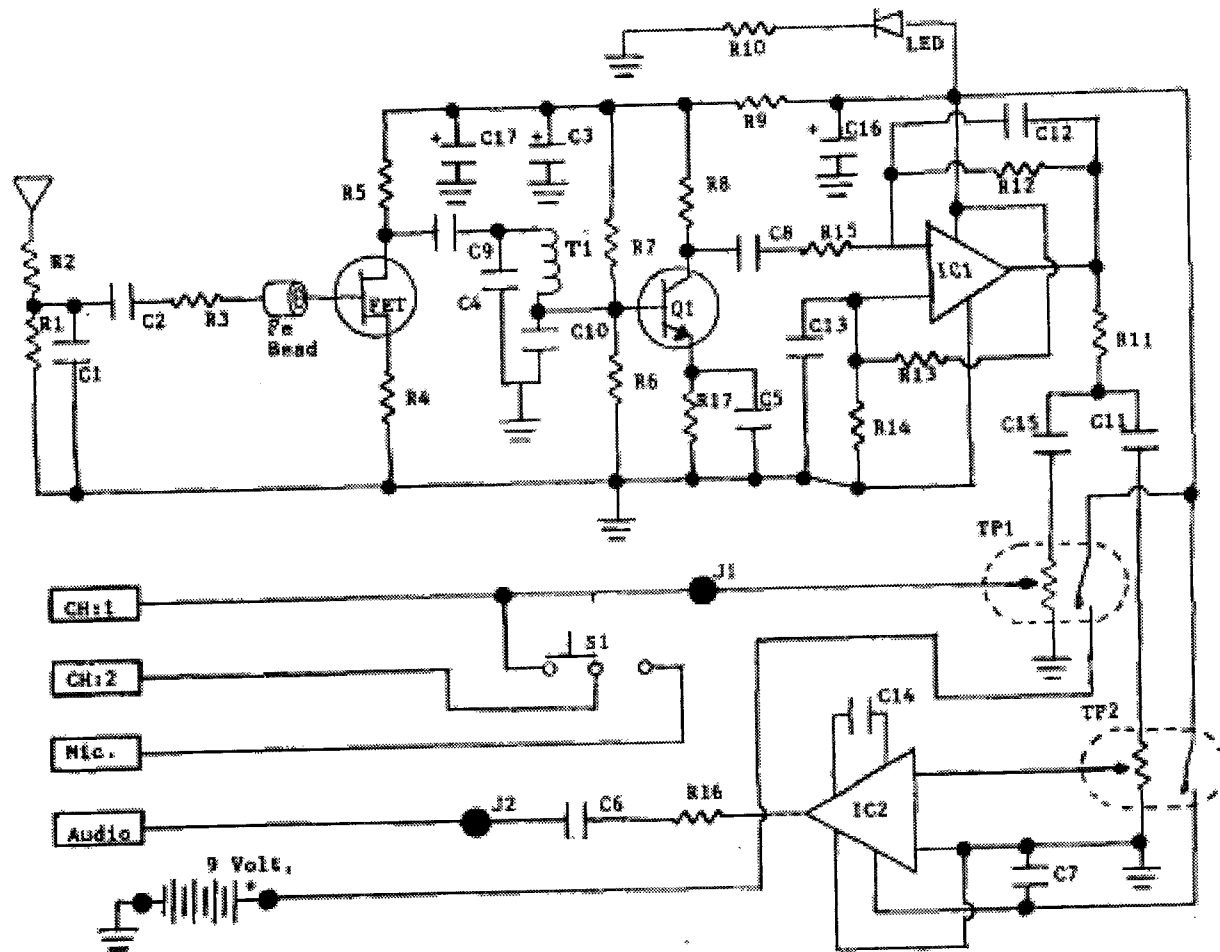 R10
LED
R9
C17
C3
C16
C12
R5
R8
R12
R2
C9
T1
R7
C8
R15
IC1
R1
C2
R3
Fe
Bead
FET
C4
C10
Q1
C13
R11
C1
R4
R6
R17
C5
R13
R14
C15
C11
TP1
CH:1
J1
S1
CH:2
C14
TP2
Mic.
Audio
J2
C6
R16
IC2
9 Volt,
C7